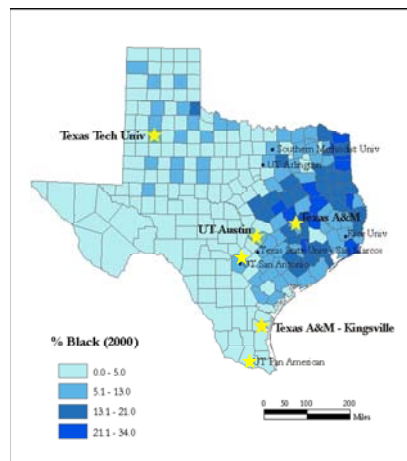 Texas Tech Univ
Southern Methodist Univ
UT Arlington
Texas A&M
UT Austin
Rice Univ
Texas State Univ - San Marcos
UT San Antonio
Texas A&M - Kingsville
UT Pan American
% Black (2000)
0.0 - 5.0
5.1 - 13.0
13.1 - 21.0
21.1 - 34.0
0 50 100 200
Miles